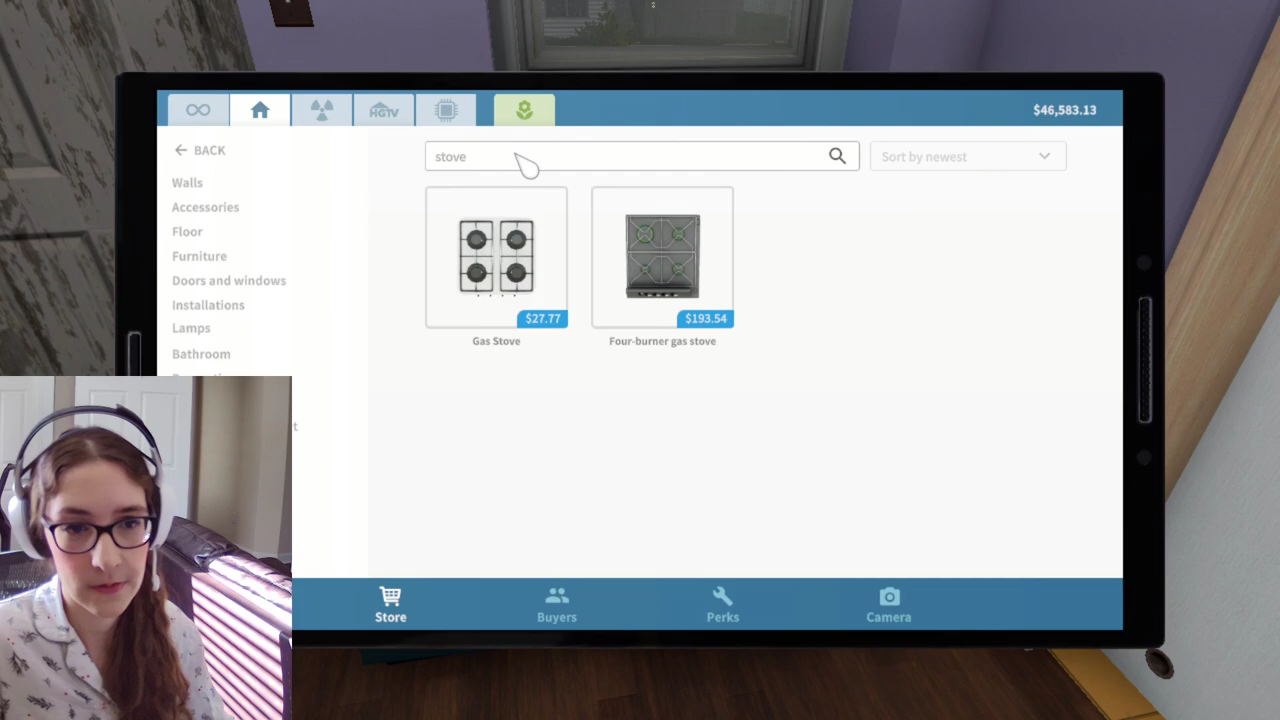 HGTV
$46,583.13
BACK
stove
Sort by newest
Walls
Accessories
Floor
Furniture
Doors and windows
Installations
Lamps
Bathroom
$27.77
$193.54
Gas Stove
Four-burner gas stove
Store
Buyers
Perks
Camera